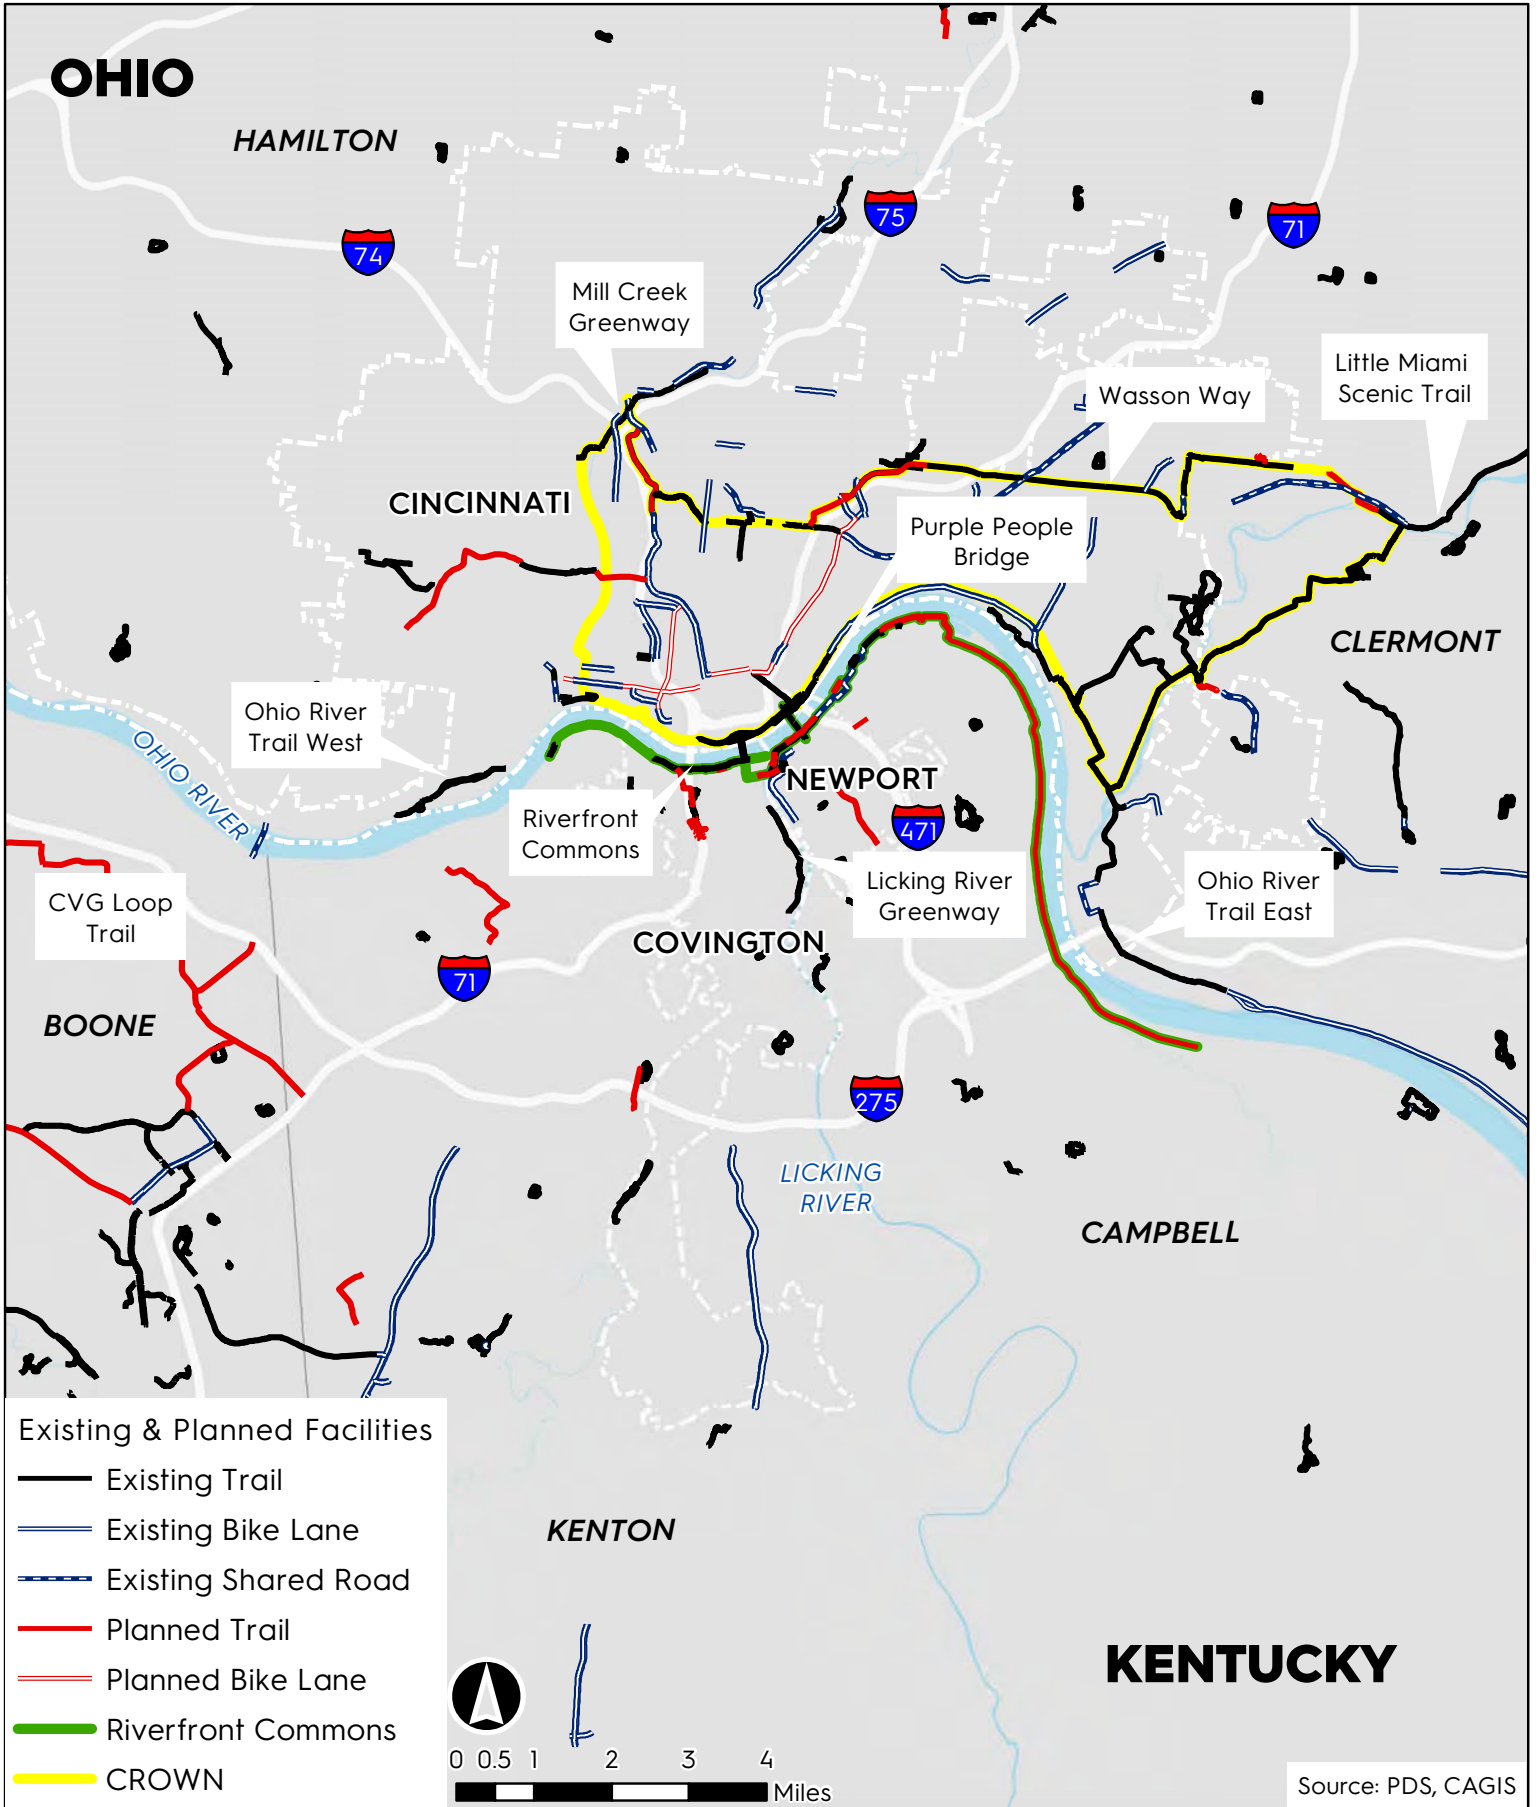 OHIO
HAMILTON
75
71
74
Mill Creek
Greenway
Little Miami
Scenic Trail
Wasson Way
CINCINNATI
Purple People
Bridge
CLERMONT
Ohio River
Trail West
OHIO RIVER
NEWPORT
471
Riverfront
Commons
CVG Loop
Trail
Licking River
Greenway
Ohio River
Trail East
COVINGTON
71
BOONE
275
LICKING
RIVER
CAMPBELL
Existing & Planned Facilities
Existing Trail
Existing Bike Lane
Existing Shared Road
Planned Trail
Planned Bike Lane
Riverfront Commons
CROWN
KENTON
KENTUCKY
0 0.5 1 2 3 4
Miles
Source: PDS, CAGIS